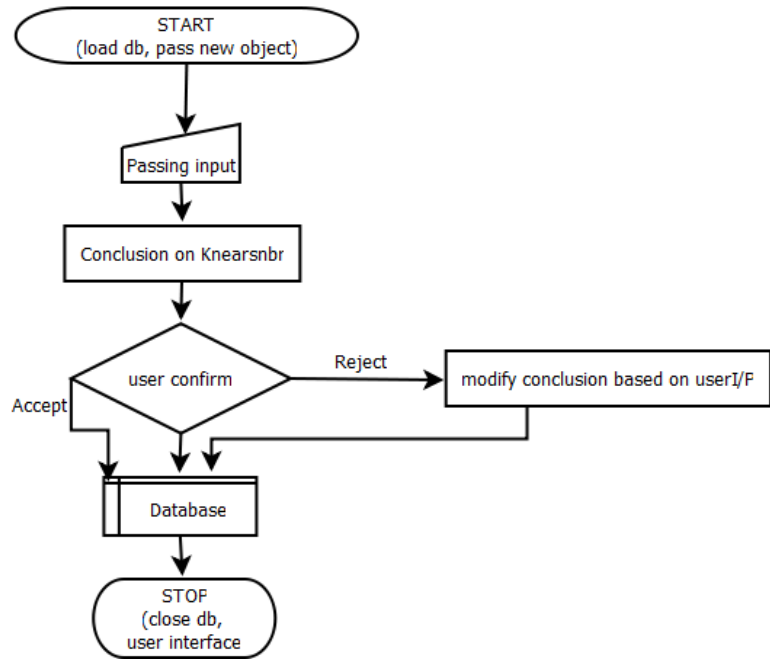 START
(load db, pass new object)
Passing input
Conclusion on Knearsnbr
user confirm
Reject
modify conclusion based on userI/P
Accept
Database
STOP
(close db,
user interface